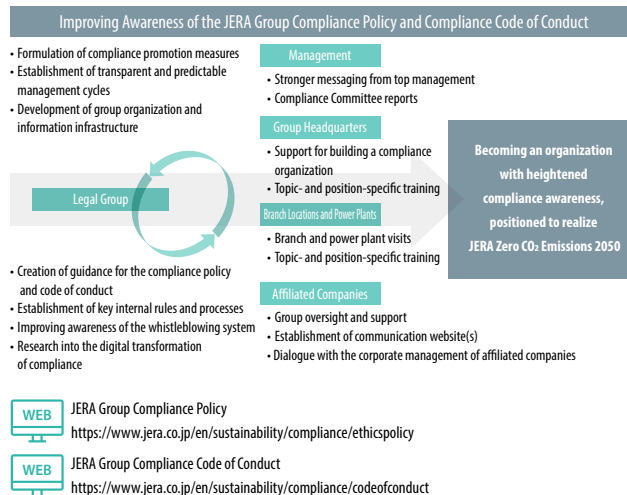 Improving Awareness of the JERA Group Compliance Policy and Compliance Code of Conduct
• Formulation of compliance promotion measures
• Establishment of transparent and predictable
management cycles
• Development of group organization and
information infrastructure
Legal Group
• Creation of guidance for the compliance policy
and code of conduct
• Establishment of key internal rules and processes
• Improving awareness of the whistleblowing system
• Research into the digital transformation
of compliance
Management
• Stronger messaging from top management
• Compliance Committee reports
Group Headquarters
• Support for building a compliance
organization
• Topic- and position-specific training
Branch Locations and Power Plants
• Branch and power plant visits
• Topic- and position-specific training
Affiliated Companies
• Group oversight and support
• Establishment of communication website(s)
• Dialogue with the corporate management of affiliated companies
Becoming an organization
with heightened
compliance awareness,
positioned to realize
JERA Zero CO₂ Emissions 2050
WEB
JERA Group Compliance Policy
https://www.jera.co.jp/en/sustainability/compliance/ethicspolicy
WEB
JERA Group Compliance Code of Conduct
https://www.jera.co.jp/en/sustainability/compliance/codeofconduct